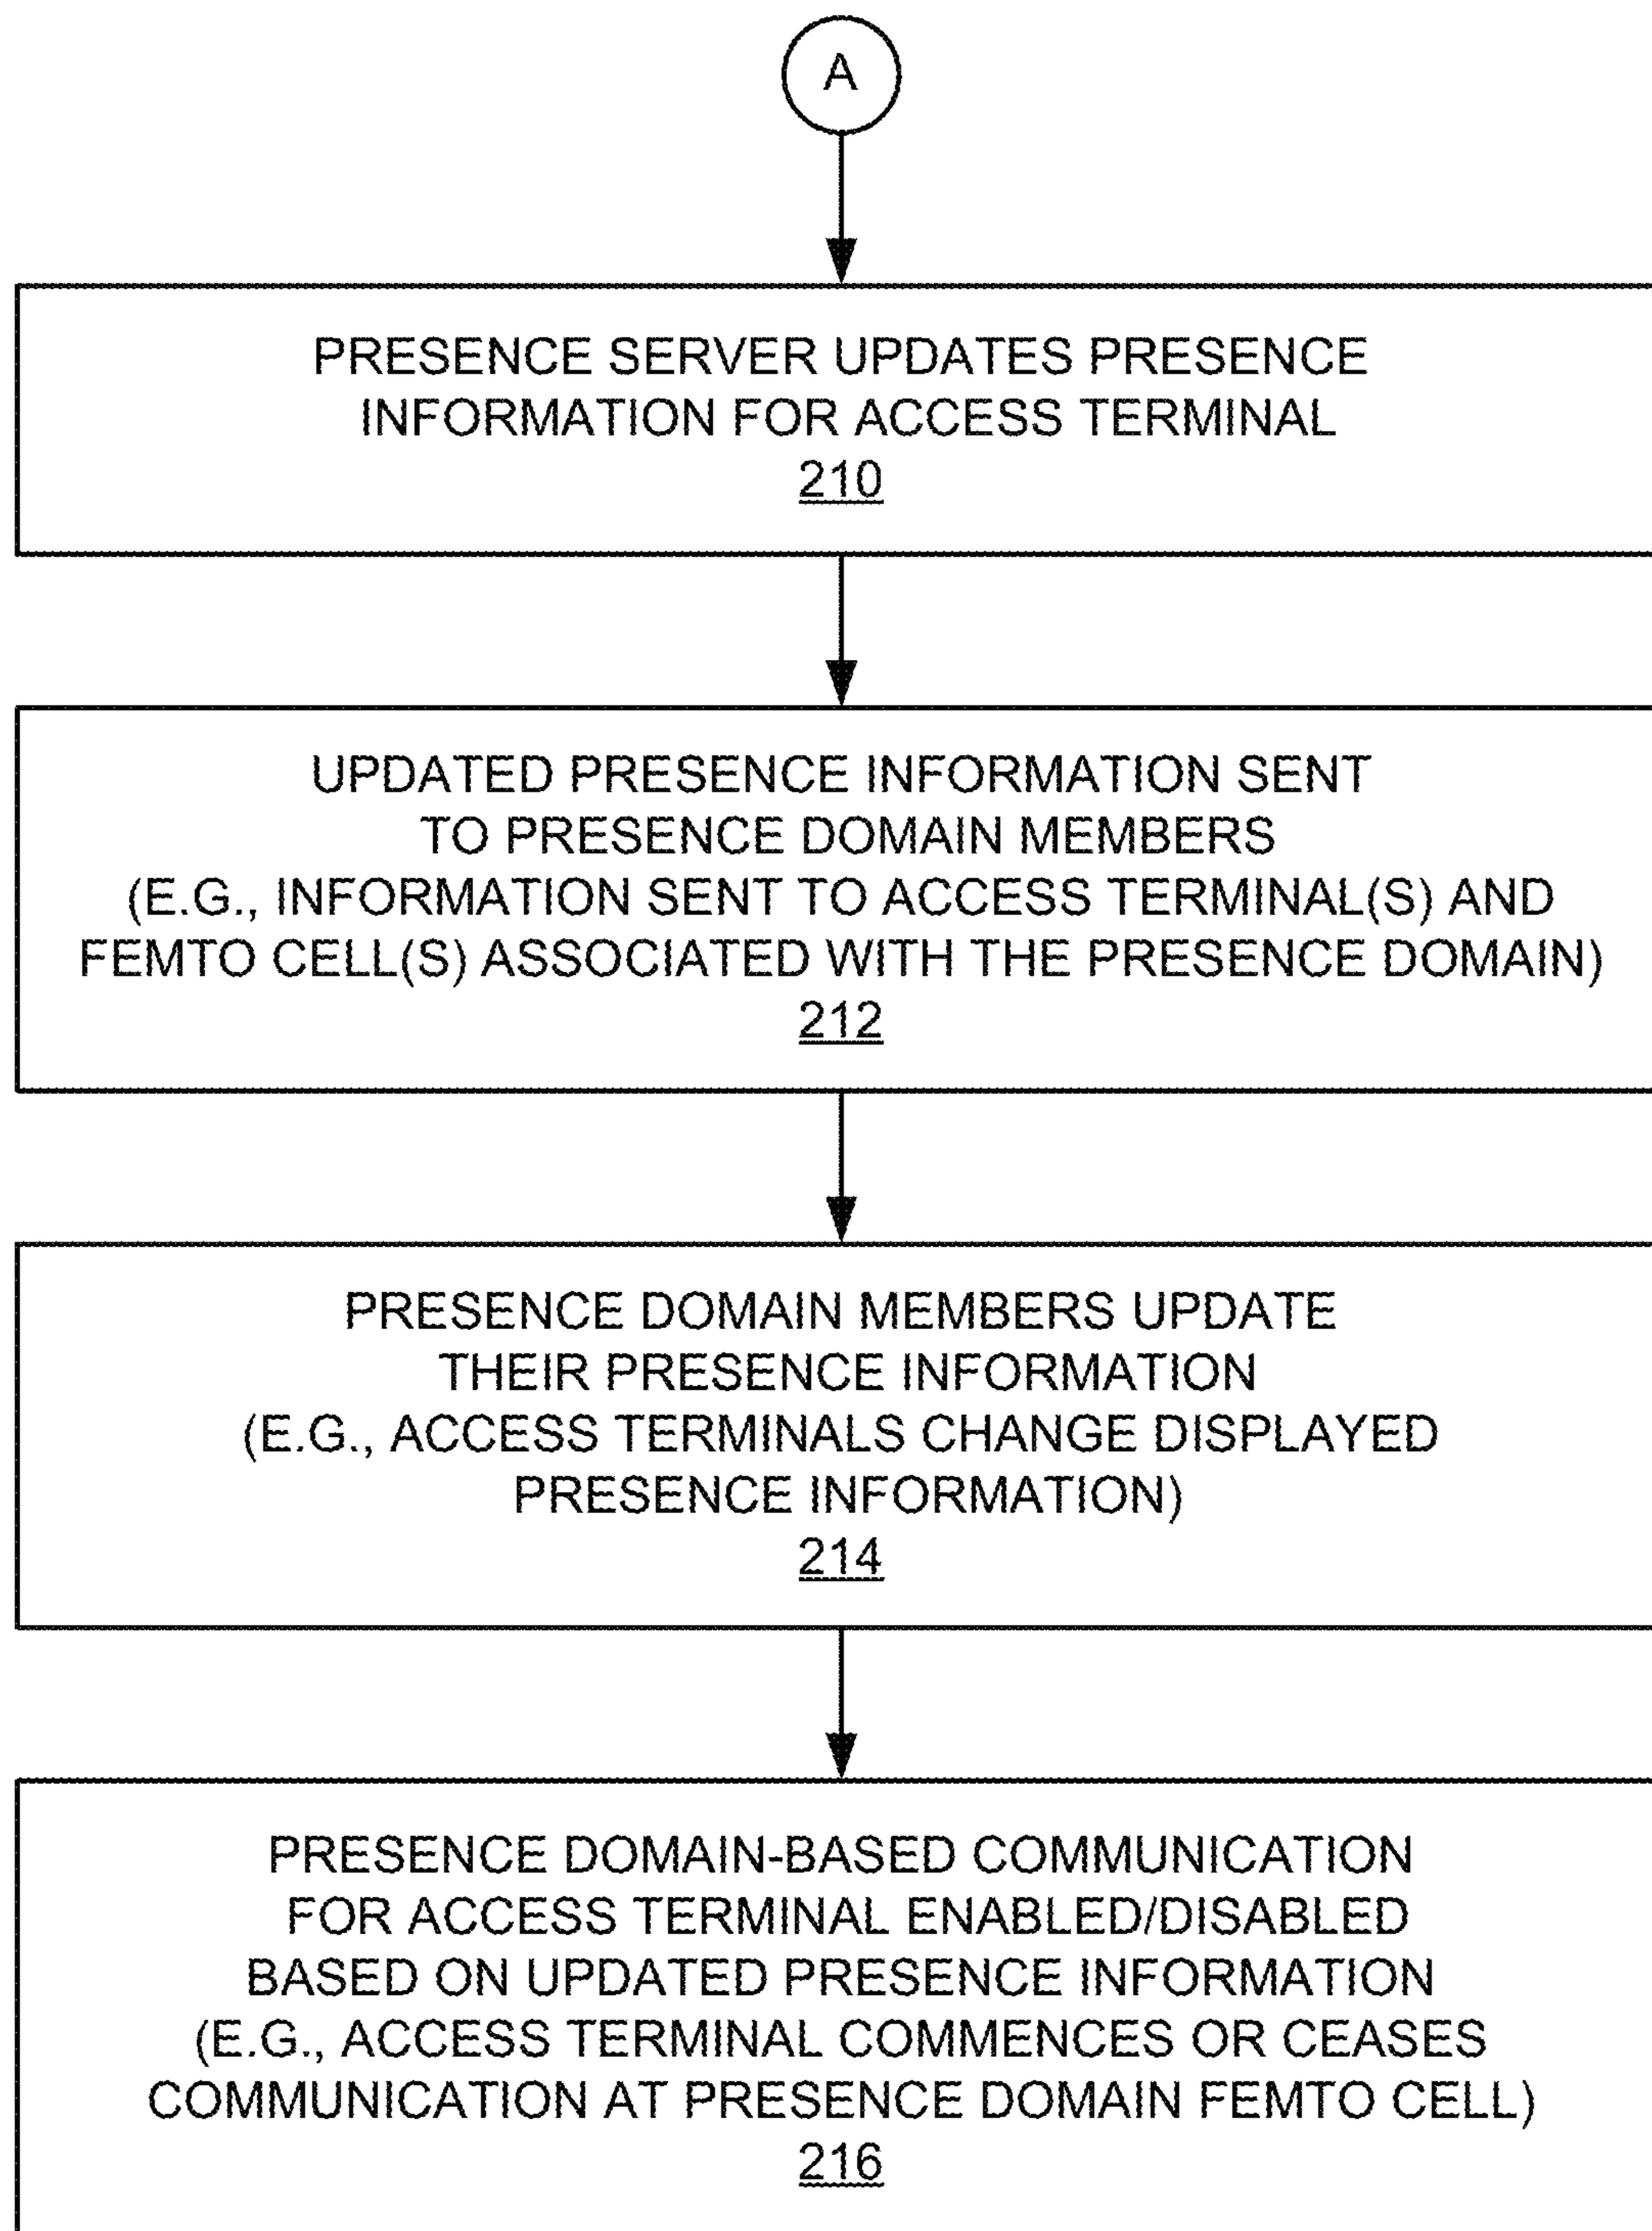 A
PRESENCE SERVER UPDATES PRESENCE
INFORMATION FOR ACCESS TERMINAL
210
UPDATED PRESENCE INFORMATION SENT
TO PRESENCE DOMAIN MEMBERS
(E.G., INFORMATION SENT TO ACCESS TERMINAL(S) AND
FEMTO CELL(S) ASSOCIATED WITH THE PRESENCE DOMAIN)
212
PRESENCE DOMAIN MEMBERS UPDATE
THEIR PRESENCE INFORMATION
(E.G., ACCESS TERMINALS CHANGE DISPLAYED
PRESENCE INFORMATION)
214
PRESENCE DOMAIN-BASED COMMUNICATION
FOR ACCESS TERMINAL ENABLED/DISABLED
BASED ON UPDATED PRESENCE INFORMATION
(E.G., ACCESS TERMINAL COMMENCES OR CEASES
COMMUNICATION AT PRESENCE DOMAIN FEMTO CELL)
216